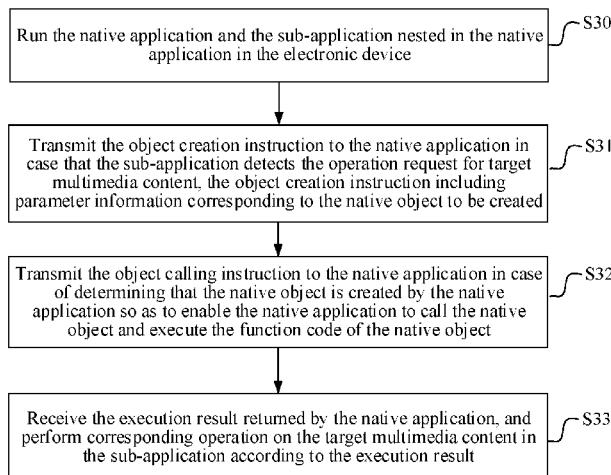 Run the native application and the sub-application nested in the native
application in the electronic device
S30
Transmit the object creation instruction to the native application in
case that the sub-application detects the operation request for target
multimedia content, the object creation instruction including
parameter information corresponding to the native object to be created
S31
Transmit the object calling instruction to the native application in case
of determining that the native object is created by the native
application so as to enable the native application to call the native
object and execute the function code of the native object
S32
Receive the execution result returned by the native application, and
perform corresponding operation on the target multimedia content in
the sub-application according to the execution result
S33